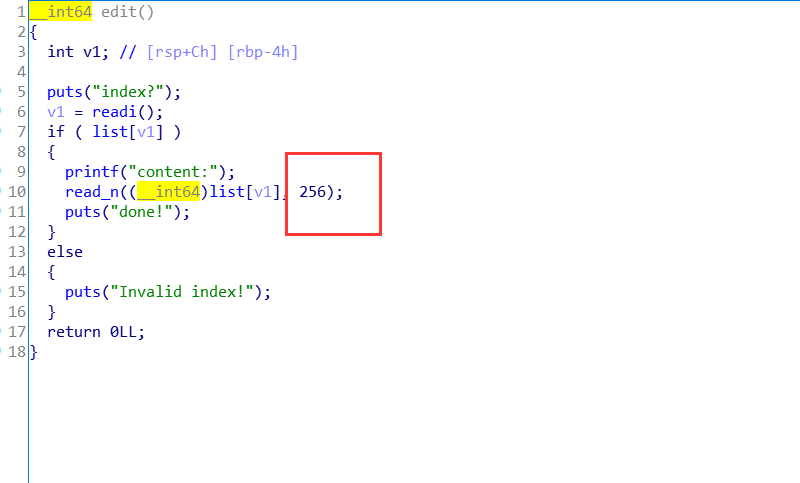 1 __int64 edit()
2 {
3   int v1; // [rsp+Ch] [rbp-4h]
4
5   puts("index?");
6   v1 = readi();
7   if ( list[v1] )
8   {
9     printf("content:");
10     read_n((__int64)list[v1], 256);
11     puts("done!");
12   }
13   else
14   {
15     puts("Invalid index!");
16   }
17   return 0LL;
18 }